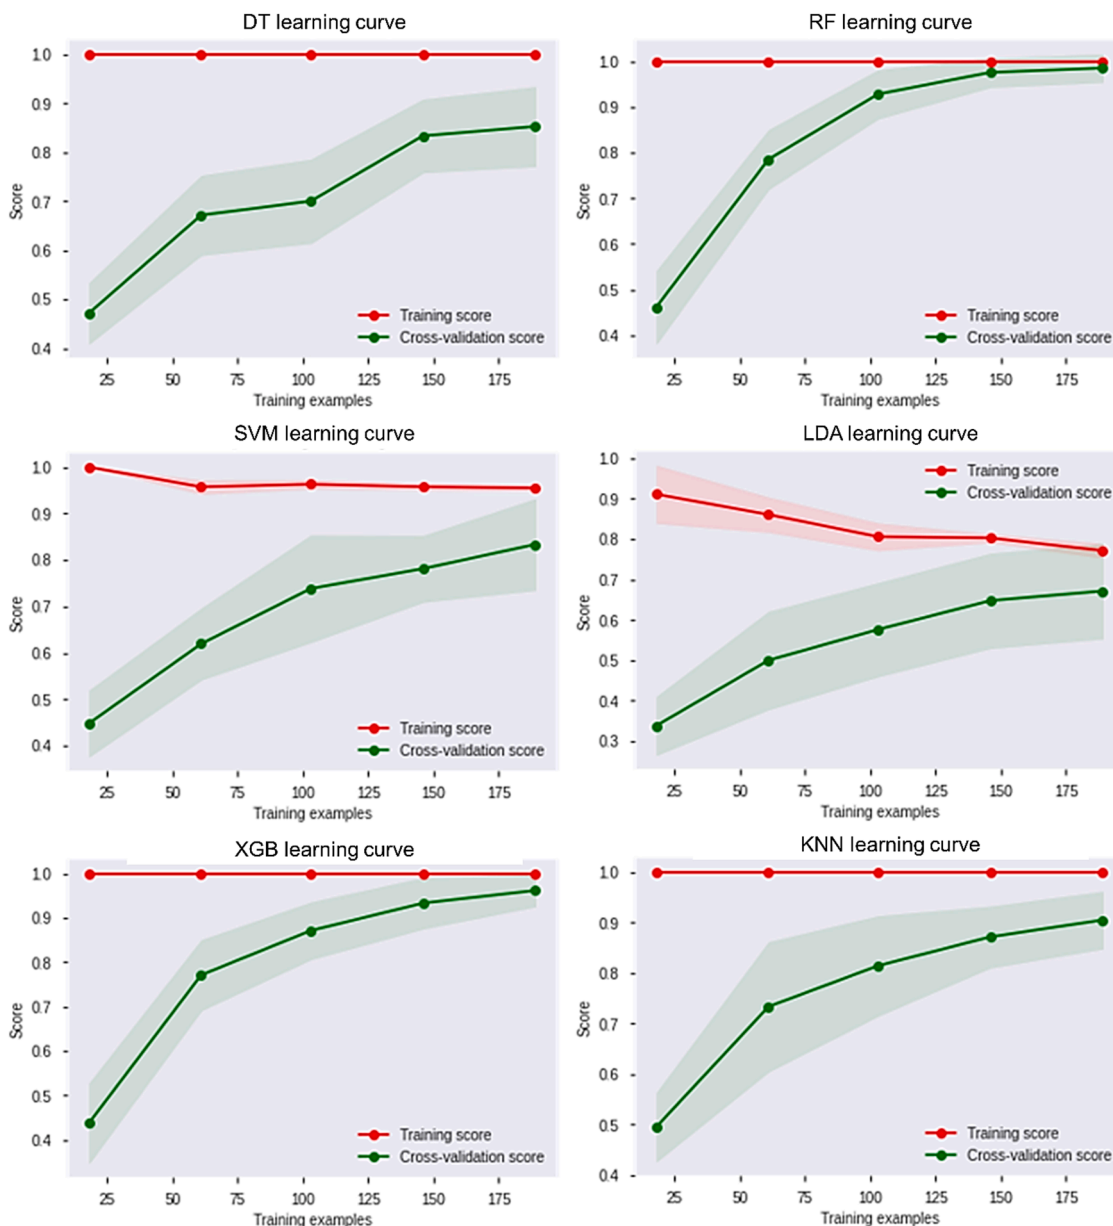 DT learning curve
1.0
0.9
0.8
0.7
0.6
0.5
0.4
Score
Training score
Cross-validation score
25 50 75 100 125 150 175
Training examples
RF learning curve
1.0
0.9
0.8
0.7
0.6
0.5
0.4
Score
Training score
Cross-validation score
25 50 75 100 125 150 175
Training examples
SVM learning curve
1.0
0.9
0.8
0.7
0.6
0.5
0.4
Score
Training score
Cross-validation score
25 50 75 100 125 150 175
Training examples
LDA learning curve
1.0
0.9
0.8
0.7
0.6
0.5
0.4
0.3
Score
Training score
Cross-validation score
25 50 75 100 125 150 175
Training examples
XGB learning curve
1.0
0.9
0.8
0.7
0.6
0.5
0.4
Score
Training score
Cross-validation score
25 50 75 100 125 150 175
Training examples
KNN learning curve
1.0
0.9
0.8
0.7
0.6
0.5
0.4
Score
Training score
Cross-validation score
25 50 75 100 125 150 175
Training examples